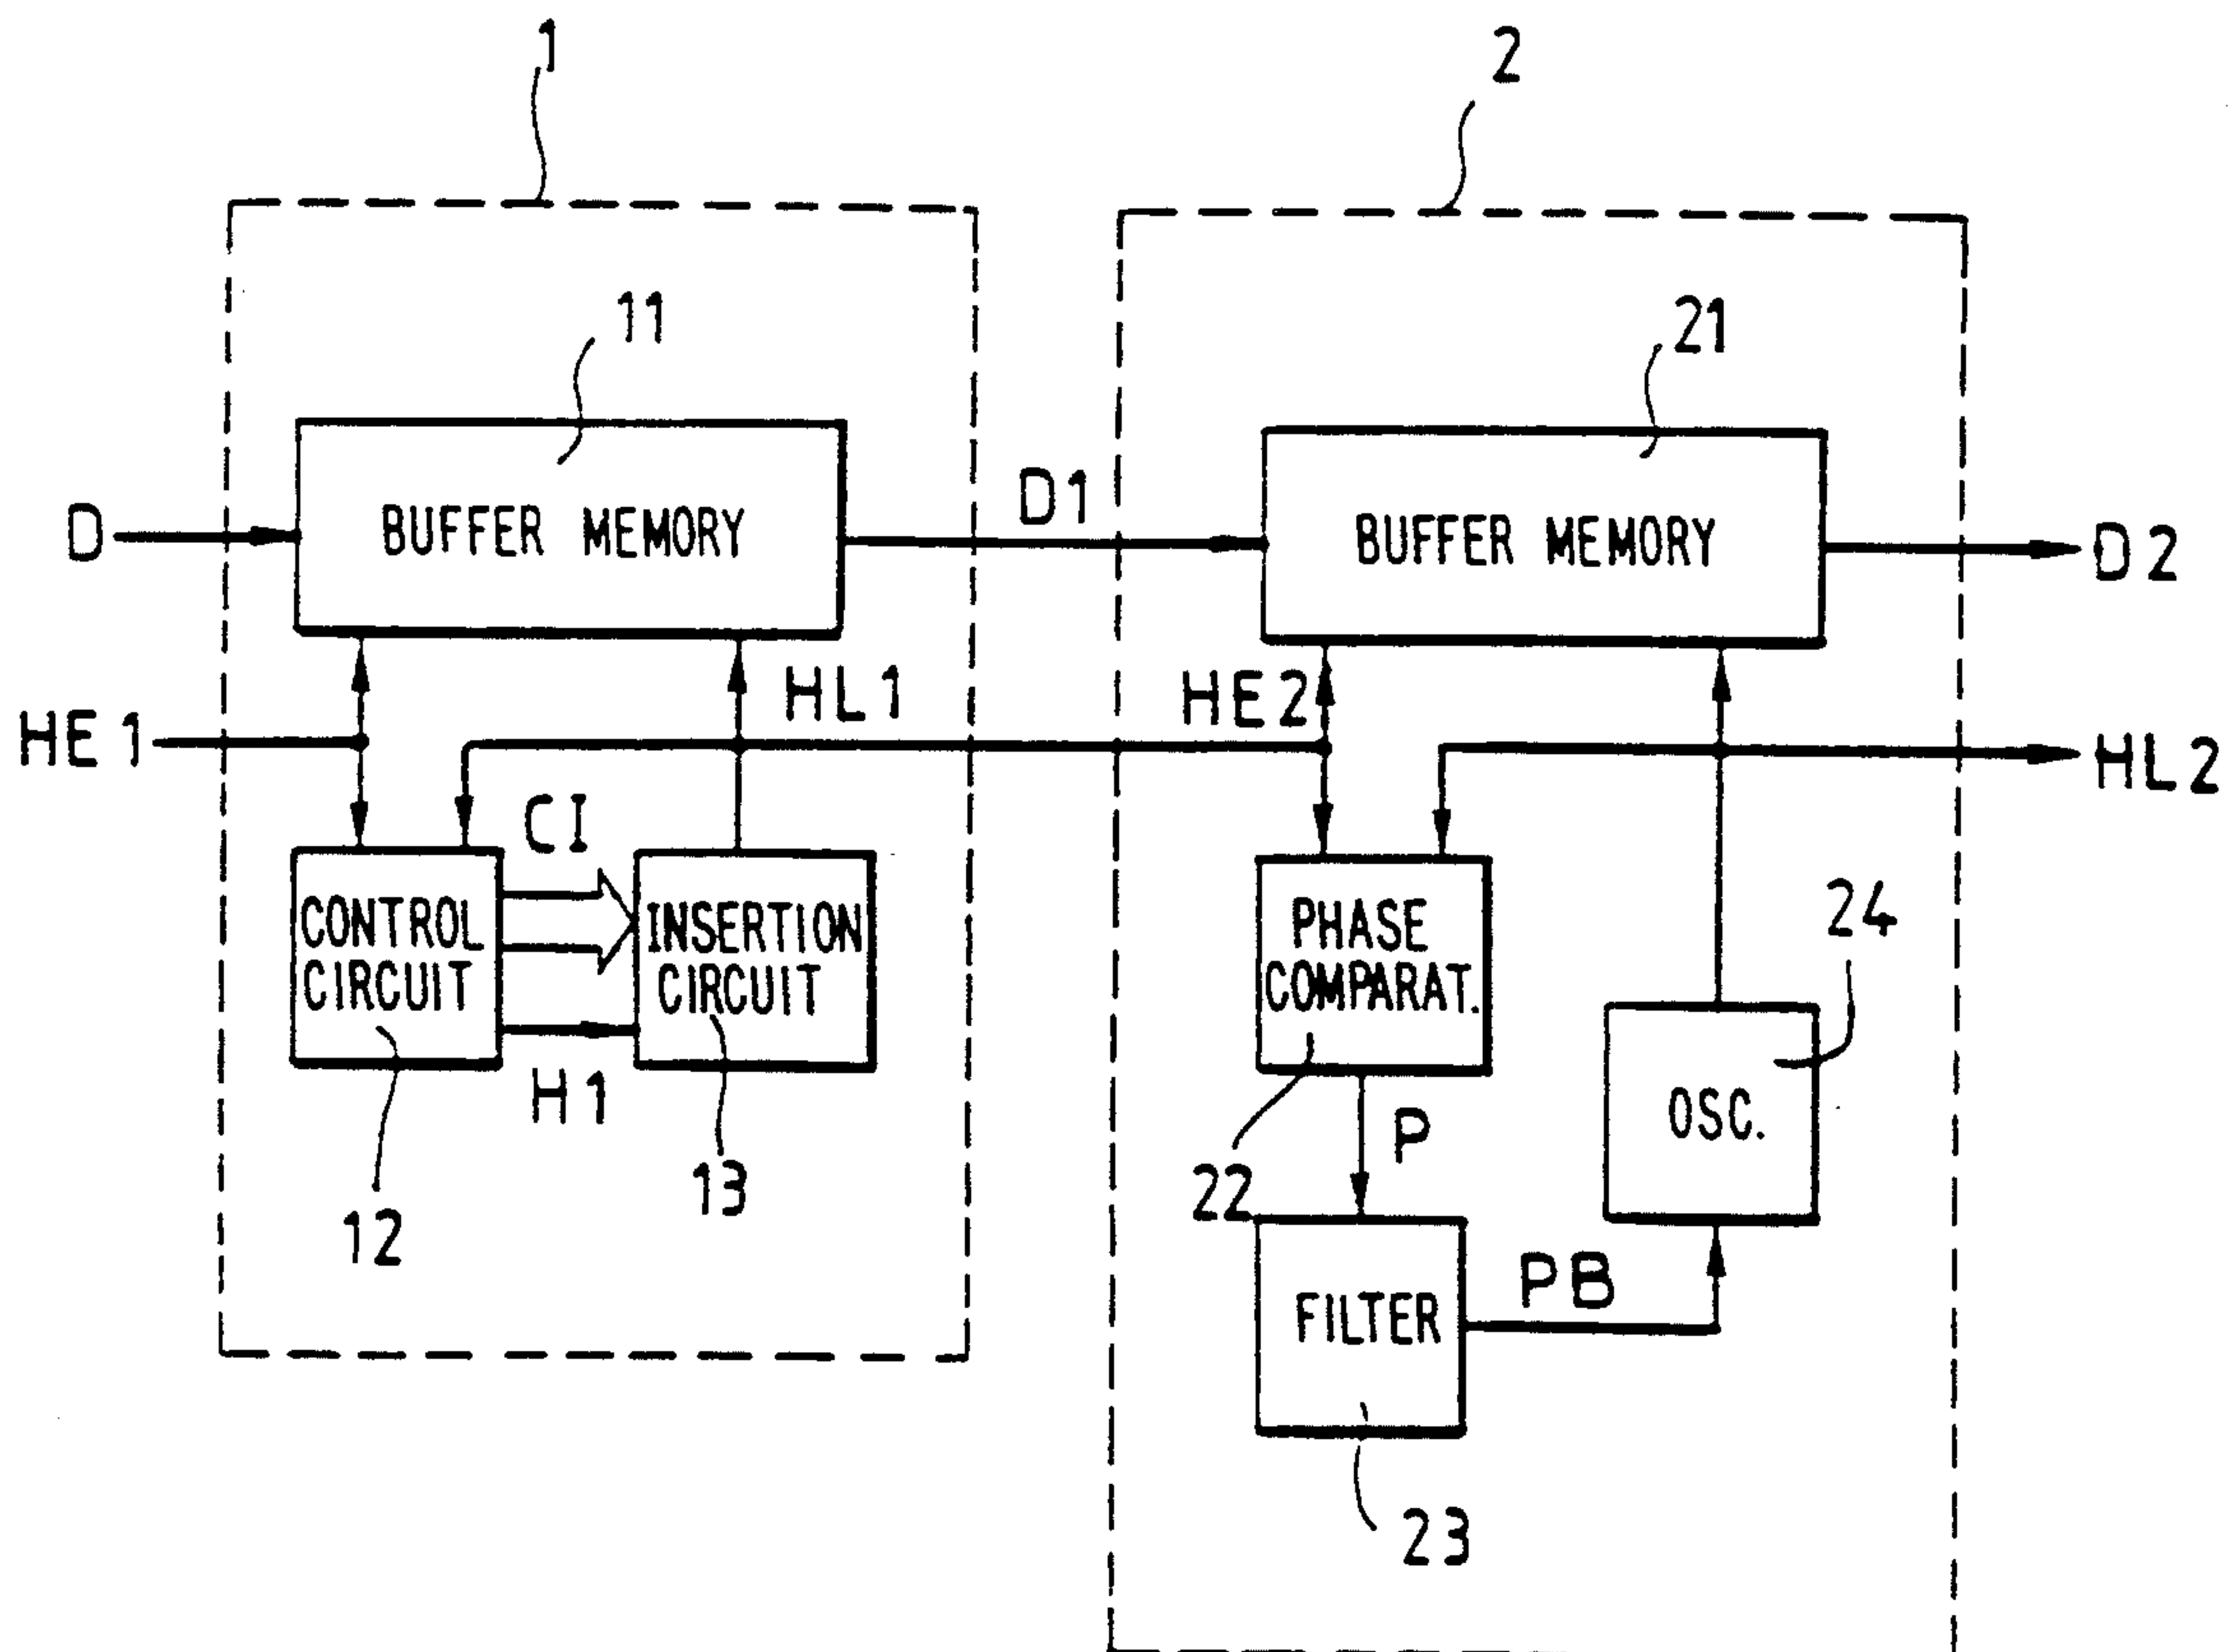 1
2
11
21
D
BUFFER MEMORY
D1
BUFFER MEMORY
D2
HE1
HL1
HE2
HL2
CI
CONTROL
CIRCUIT
INSERTION
CIRCUIT
H1
12
13
PHASE
COMPARAT.
22
P
24
OSC.
FILTER
PB
23